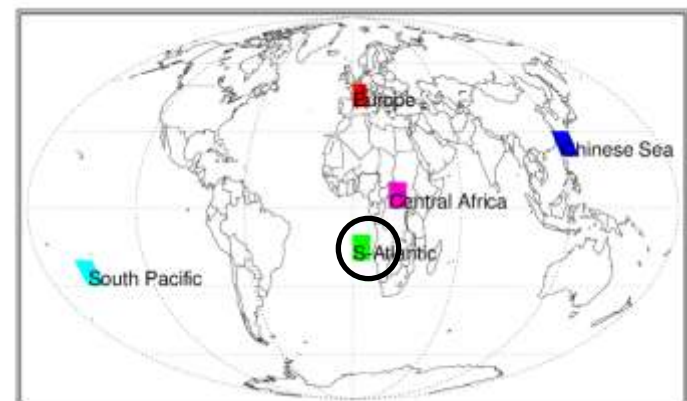 Europe
hinese Sea
Central Africa
S-Atlantic
South Pacific